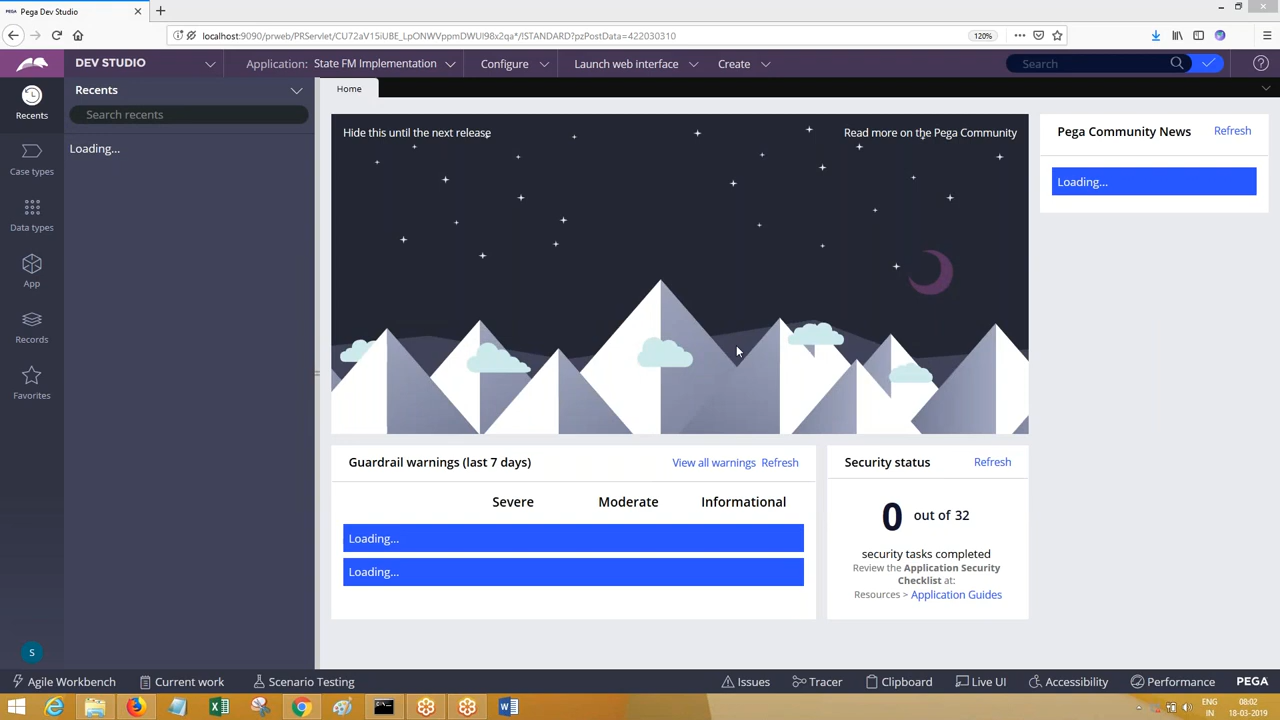 Pega Dev Studio
localhost:9090/prweb/PRServlet/CU72aV15iUBE_LpONWVppmDWUI98x2qa*/!STANDARD?pzPostData=422030310
120%
DEV STUDIO
Application: State FM Implementation
Configure
Launch web interface
Create
Search
Recents
Case types
Data types
App
Records
Favorites
S
Recents
Search recents
Loading...
Home
Hide this until the next release
Read more on the Pega Community
Pega Community News
Refresh
Loading...
Guardrail warnings (last 7 days)
View all warnings
Refresh
Severe
Moderate
Informational
Loading...
Loading...
Security status
Refresh
0 out of 32
security tasks completed
Review the Application Security
Checklist at:
Resources > Application Guides
Agile Workbench
Current work
Scenario Testing
Issues
Tracer
Clipboard
Live UI
Accessibility
Performance
PEGA
ENG
IN
08:02
18-03-2019